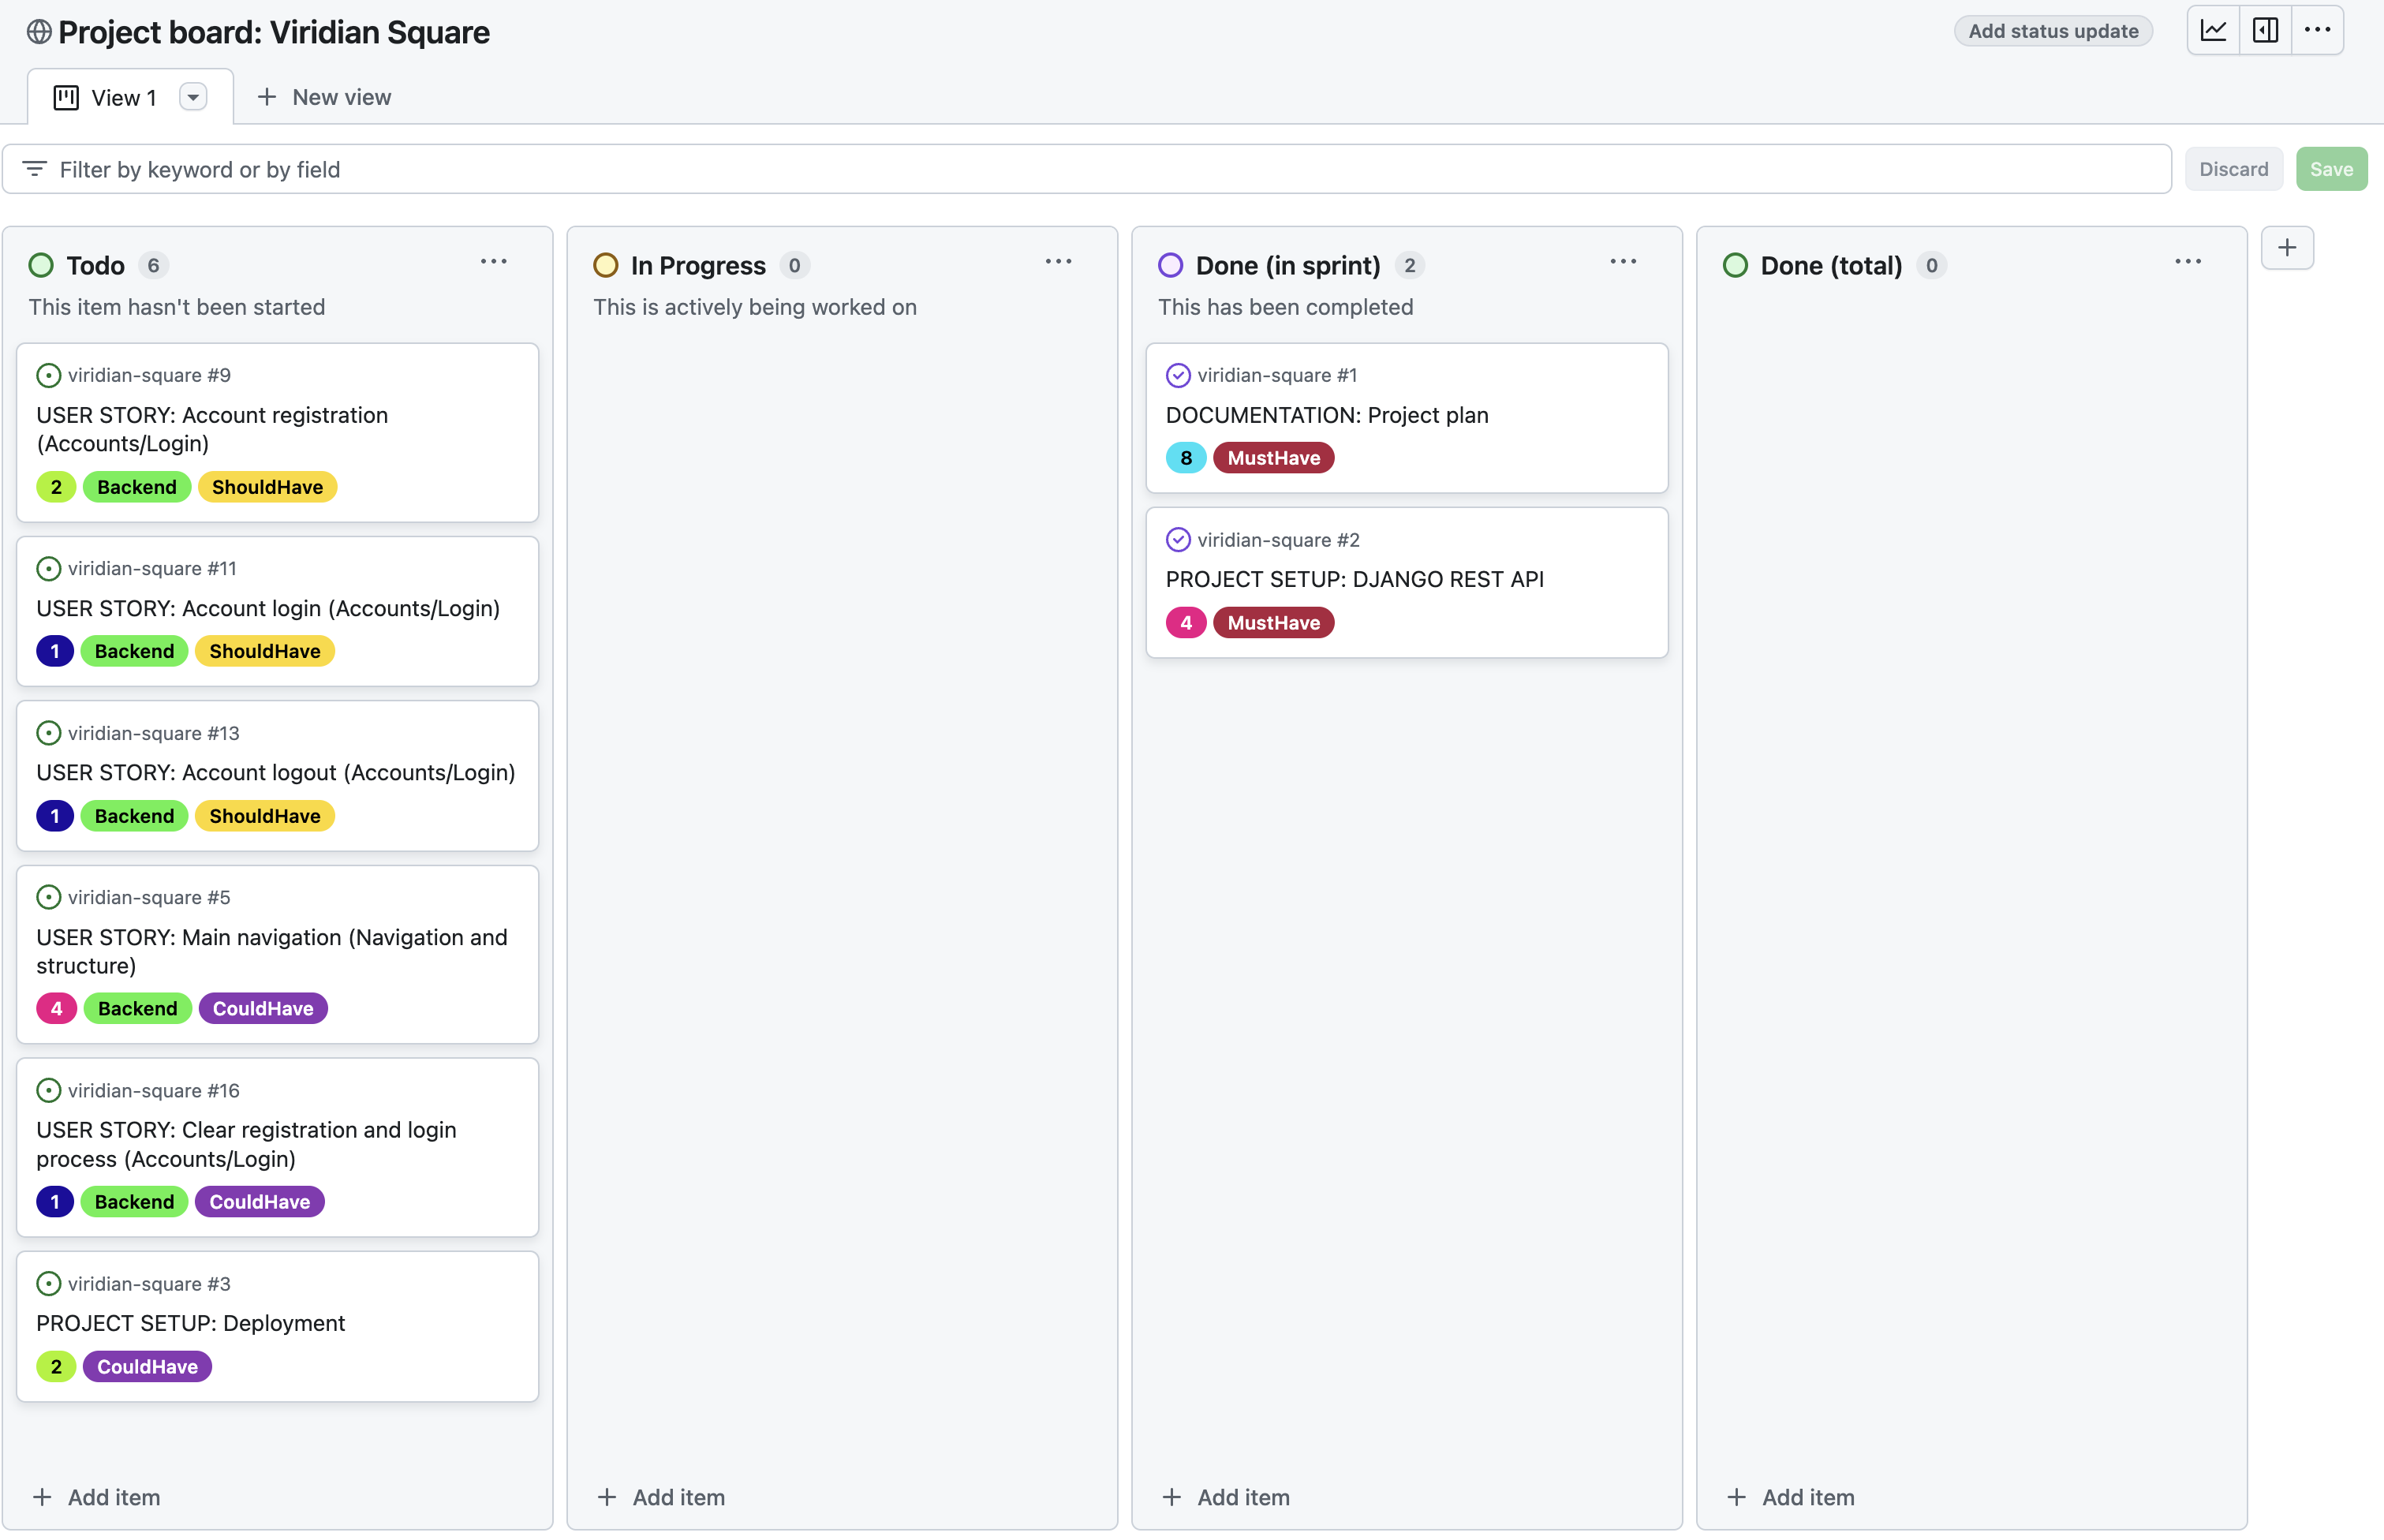 Project board: Viridian Square
Add status update
View 1
New view
Filter by keyword or by field
Discard
Save
Todo 6
This item hasn't been started
viridian-square #9
USER STORY: Account registration
(Accounts/Login)
2 Backend ShouldHave
viridian-square #11
USER STORY: Account login (Accounts/Login)
1 Backend ShouldHave
viridian-square #13
USER STORY: Account logout (Accounts/Login)
1 Backend ShouldHave
viridian-square #5
USER STORY: Main navigation (Navigation and
structure)
4 Backend CouldHave
viridian-square #16
USER STORY: Clear registration and login
process (Accounts/Login)
1 Backend CouldHave
viridian-square #3
PROJECT SETUP: Deployment
2 CouldHave
Add item
In Progress 0
This is actively being worked on
Add item
Done (in sprint) 2
This has been completed
viridian-square #1
DOCUMENTATION: Project plan
8 MustHave
viridian-square #2
PROJECT SETUP: DJANGO REST API
4 MustHave
Add item
Done (total) 0
Add item